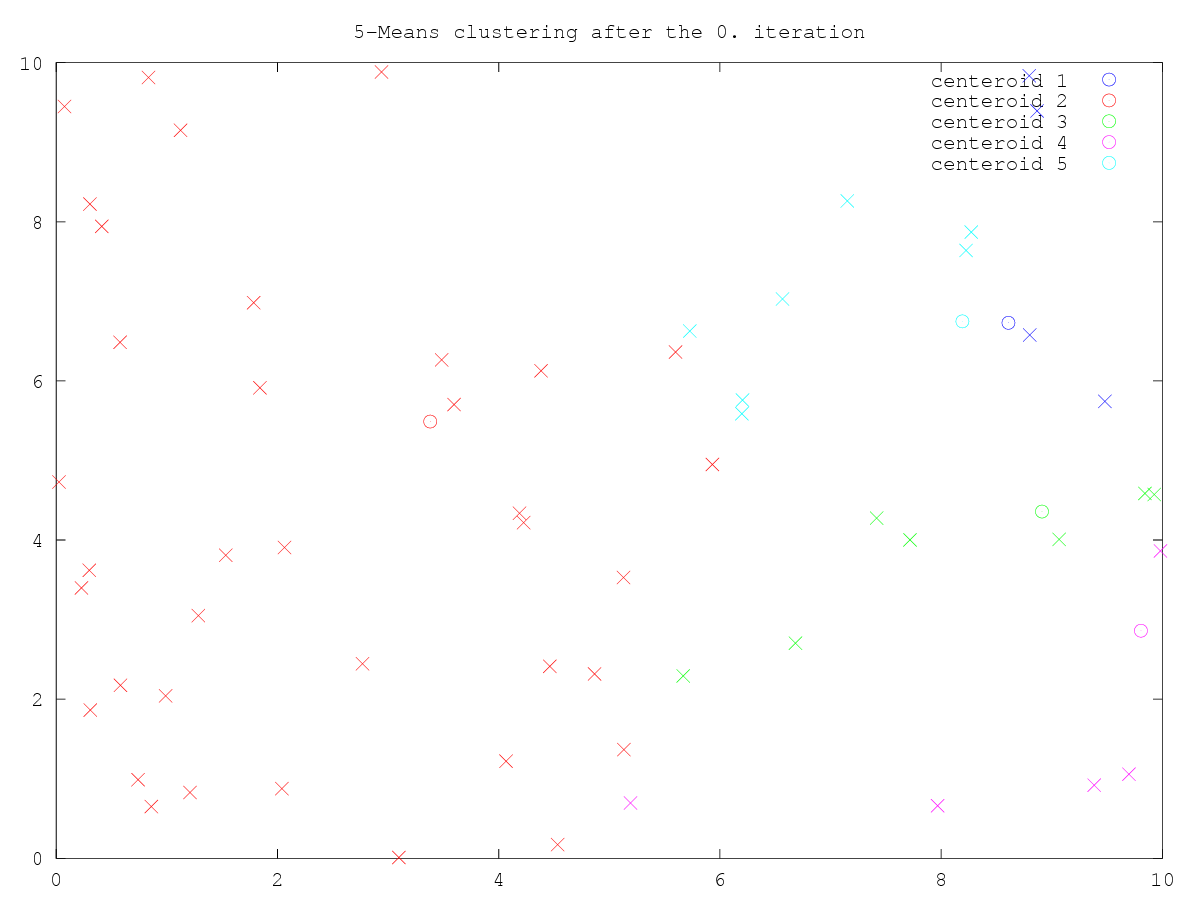 5-Means clustering after the 0. iteration
10
centeroid 1
centeroid 2
centeroid 3
centeroid 4
centeroid 5
8
6
4
2
0
0 2 4 6 8 10